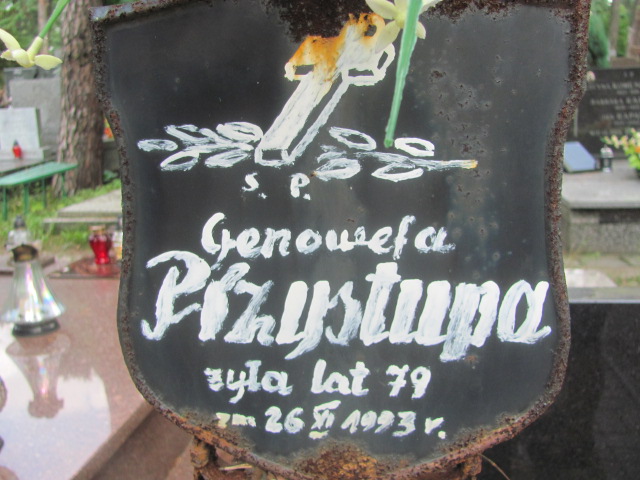 S. P.
Genowefa
Przystupa
żyła lat 79
zm 26 XI 1993 r.